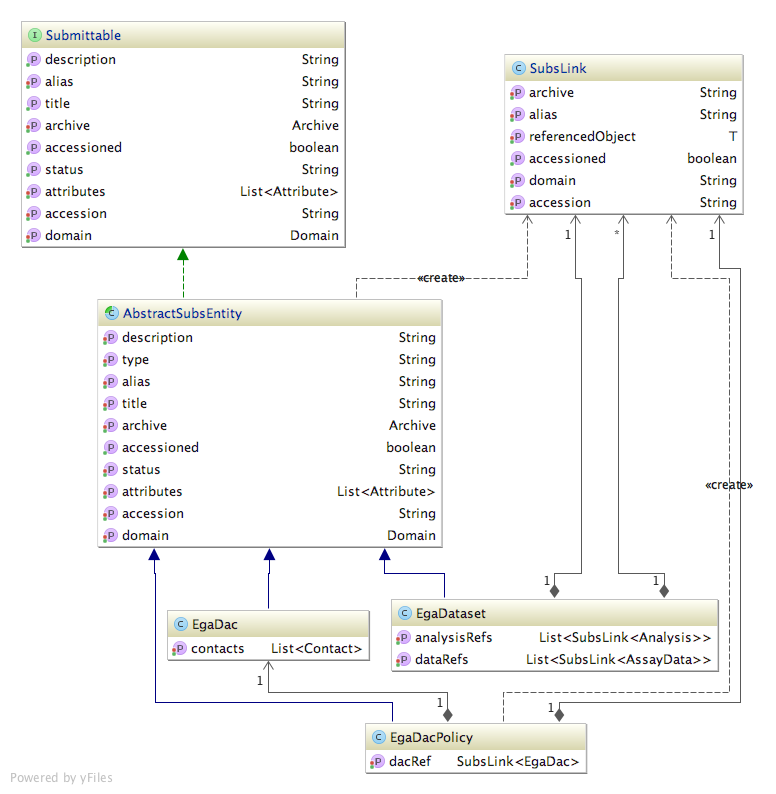 I Submittable
P description String
P alias String
P title String
P archive Archive
P accessioned boolean
P status String
P attributes List<Attribute>
P accession String
P domain Domain
C SubsLink
P archive String
P alias String
P referencedObject T
P accessioned boolean
P domain String
P accession String
1
*
1
«create»
C AbstractSubsEntity
P description String
P type String
P alias String
P title String
P archive Archive
P accessioned boolean
P status String
P attributes List<Attribute>
P accession String
P domain Domain
«create»
1
1
C EgaDac
P contacts List<Contact>
C EgaDataset
P analysisRefs List<SubsLink<Analysis>>
P dataRefs List<SubsLink<AssayData>>
1
1
1
C EgaDacPolicy
P dacRef SubsLink<EgaDac>
Powered by yFiles